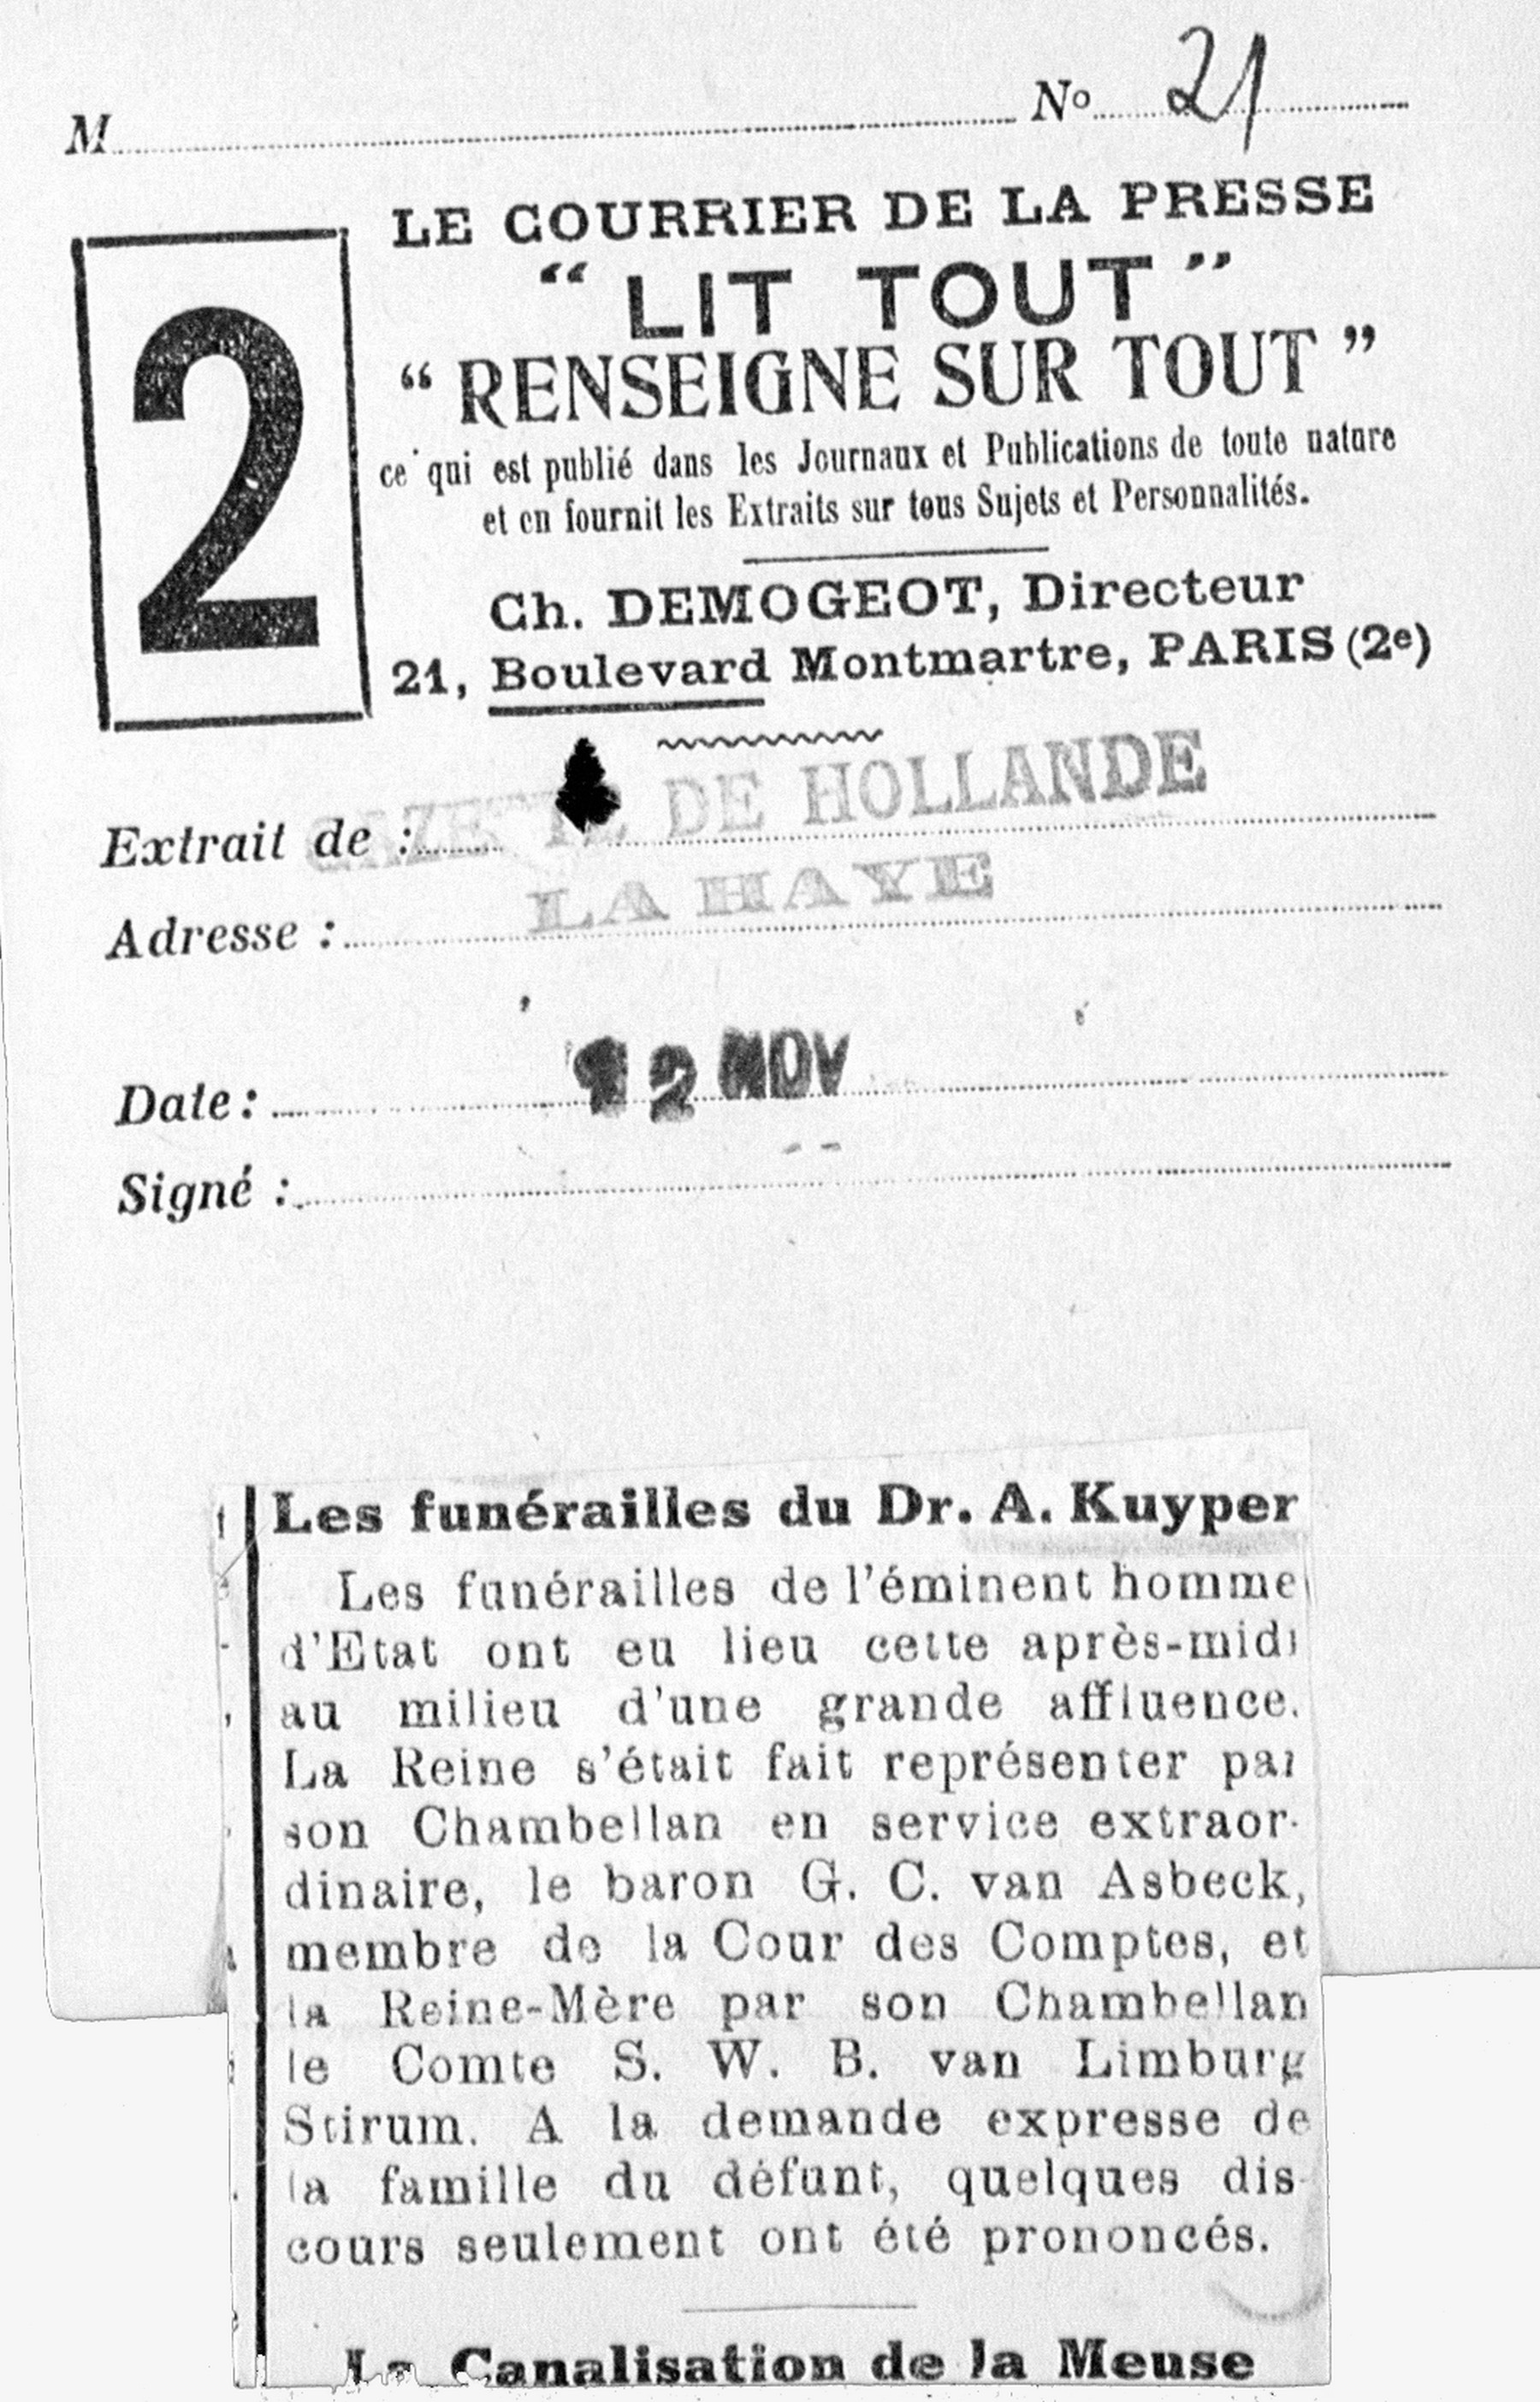 M N° 21
LE COURRIER DE LA PRESSE
2
“ LIT TOUT ”
“ RENSEIGNE SUR TOUT ”
ce qui est publié dans les Journaux et Publications de toute nature
et en fournit les Extraits sur tous Sujets et Personnalités.
Ch. DEMOGEOT, Directeur
21, Boulevard Montmartre, PARIS (2e)
Extrait de : GAZETTE DE HOLLANDE
Adresse : LA HAYE
Date : 12 NOV
Signé :
Les funérailles du Dr. A. Kuyper
Les funérailles de l'éminent homme
d'Etat ont eu lieu cette après-midi
au milieu d'une grande affluence.
La Reine s'était fait représenter par
son Chambellan en service extraor-
dinaire, le baron G. C. van Asbeck,
membre de la Cour des Comptes, et
la Reine-Mère par son Chambellan
le Comte S. W. B. van Limburg
Stirum. A la demande expresse de
la famille du défunt, quelques dis-
cours seulement ont été prononcés.
La Canalisation de la Meuse